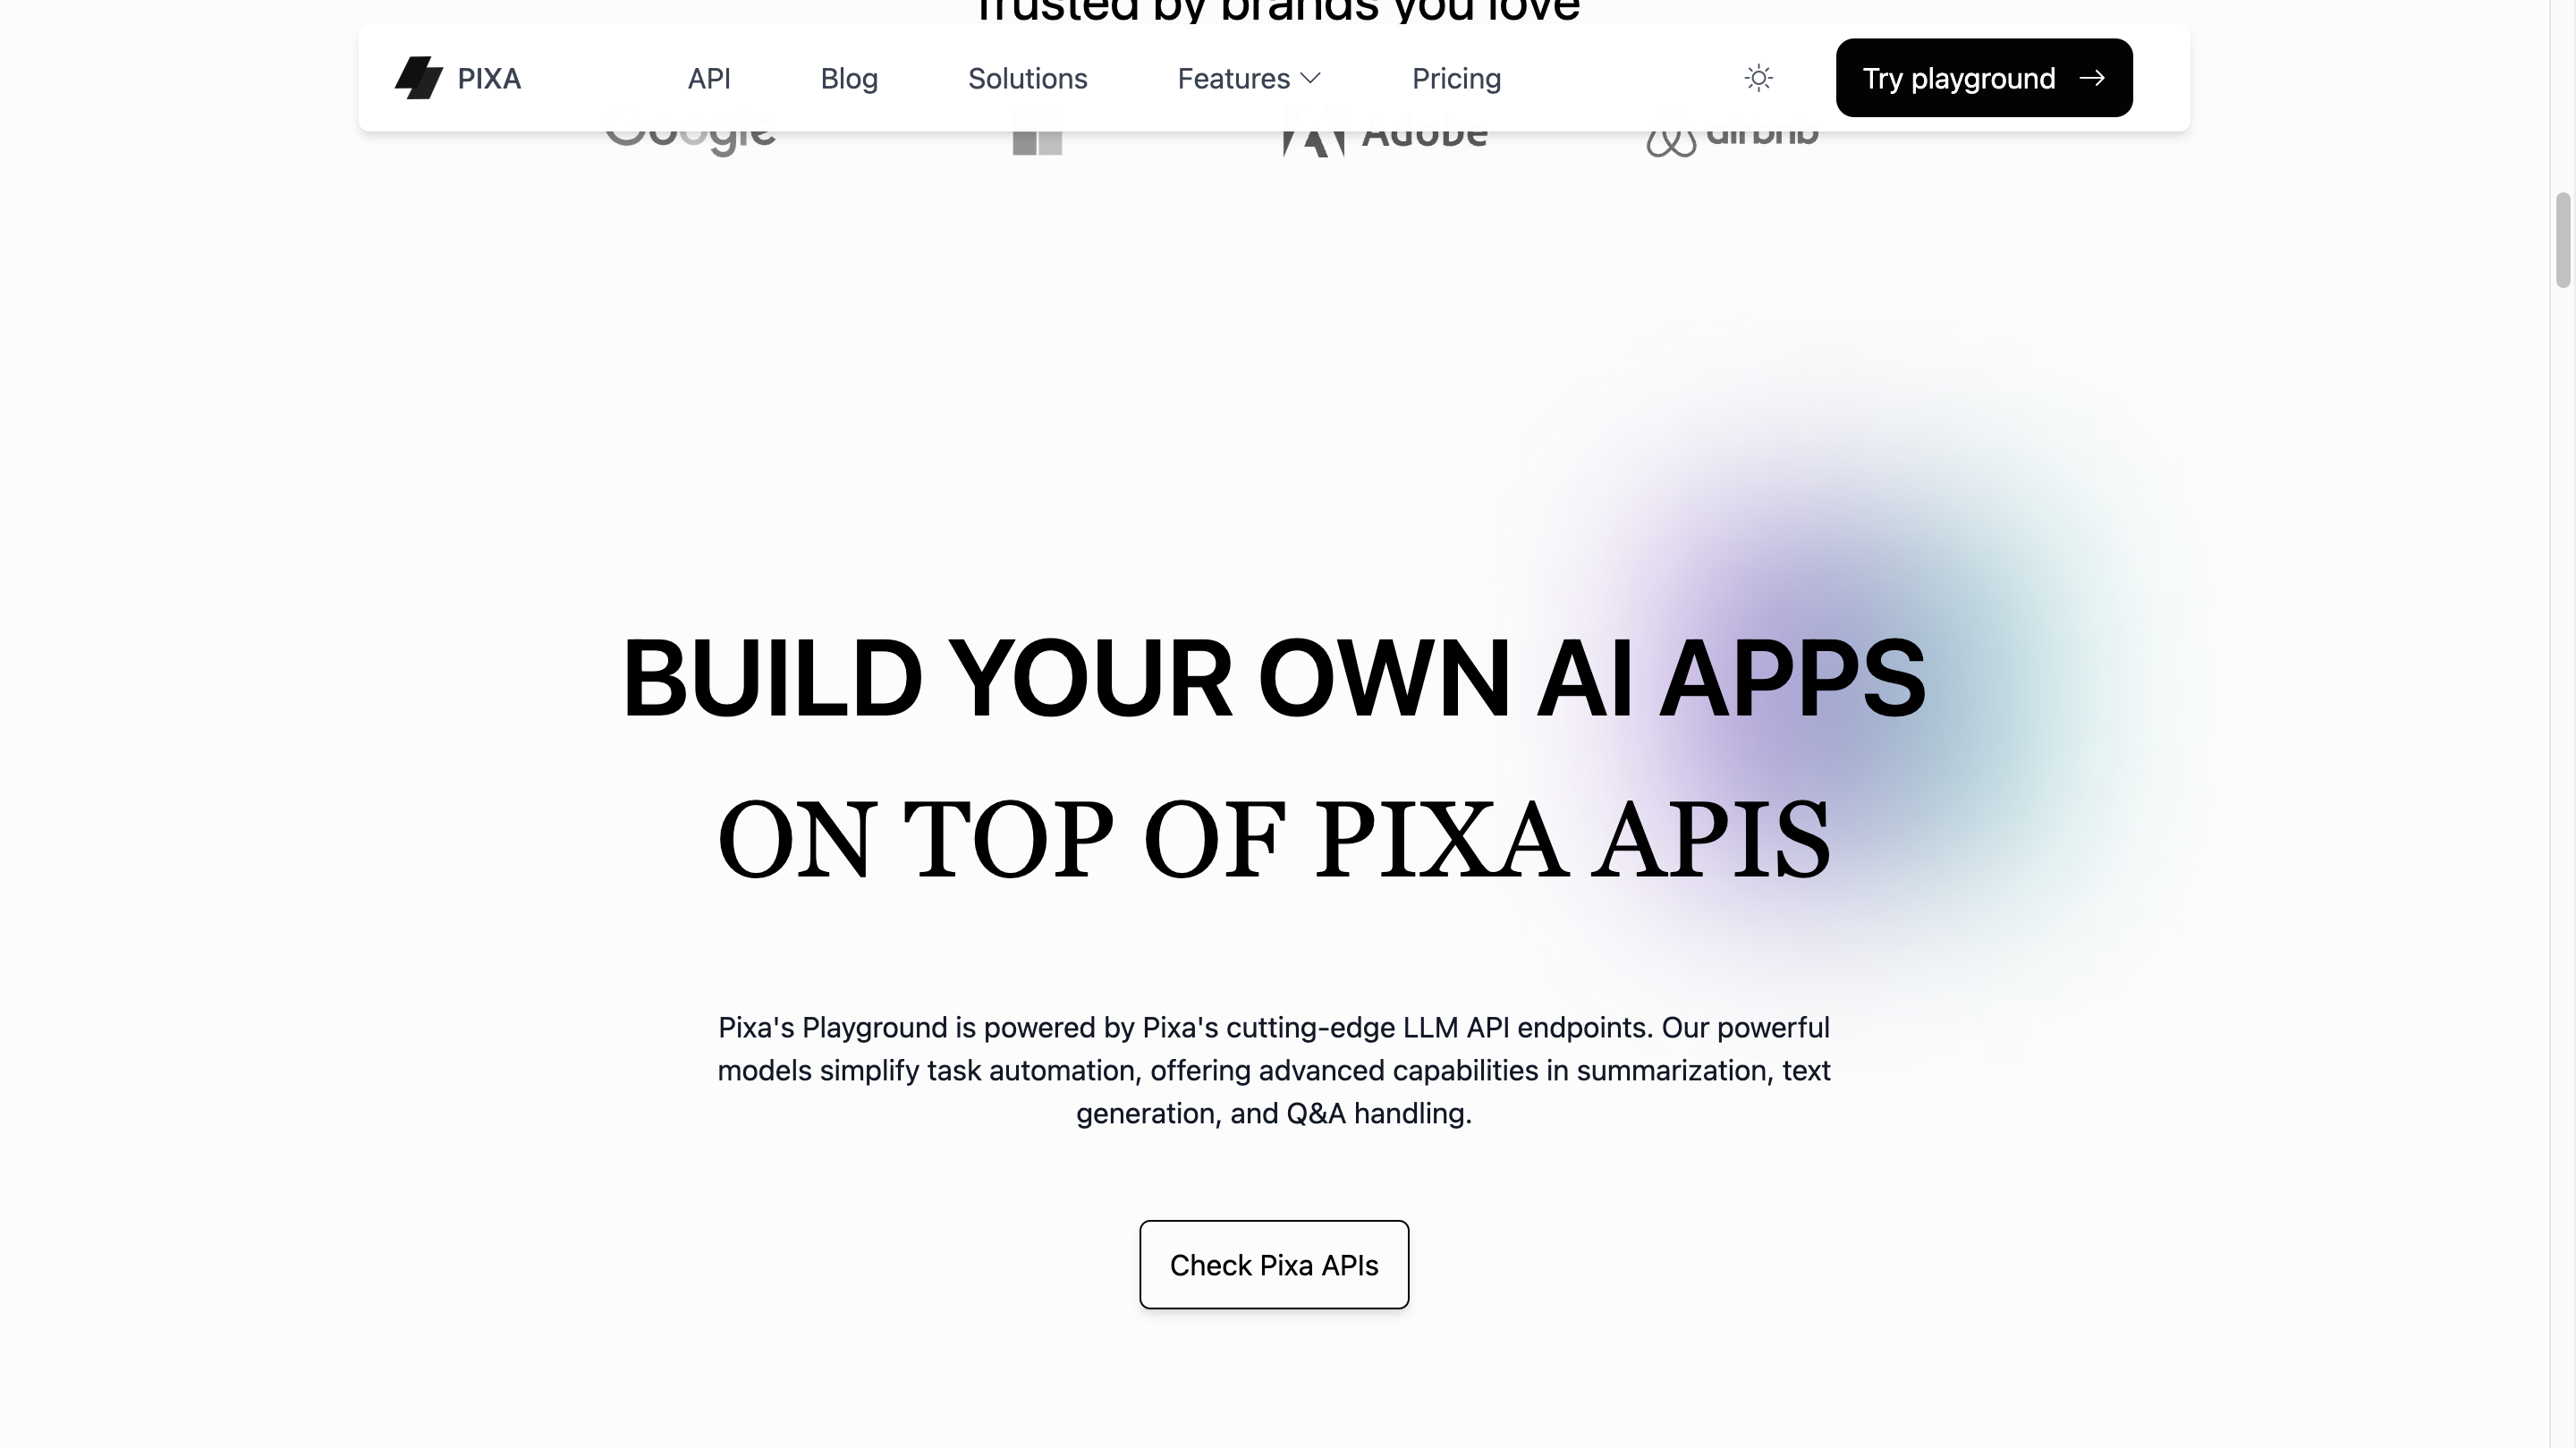 Trusted by brands you love
PIXA
API
Blog
Solutions
Features
Pricing
Try playground
Google
Adobe
airbnb
BUILD YOUR OWN AI APPS
ON TOP OF PIXA APIS
Pixa's Playground is powered by Pixa's cutting-edge LLM API endpoints. Our powerful
models simplify task automation, offering advanced capabilities in summarization, text
generation, and Q&A handling.
Check Pixa APIs